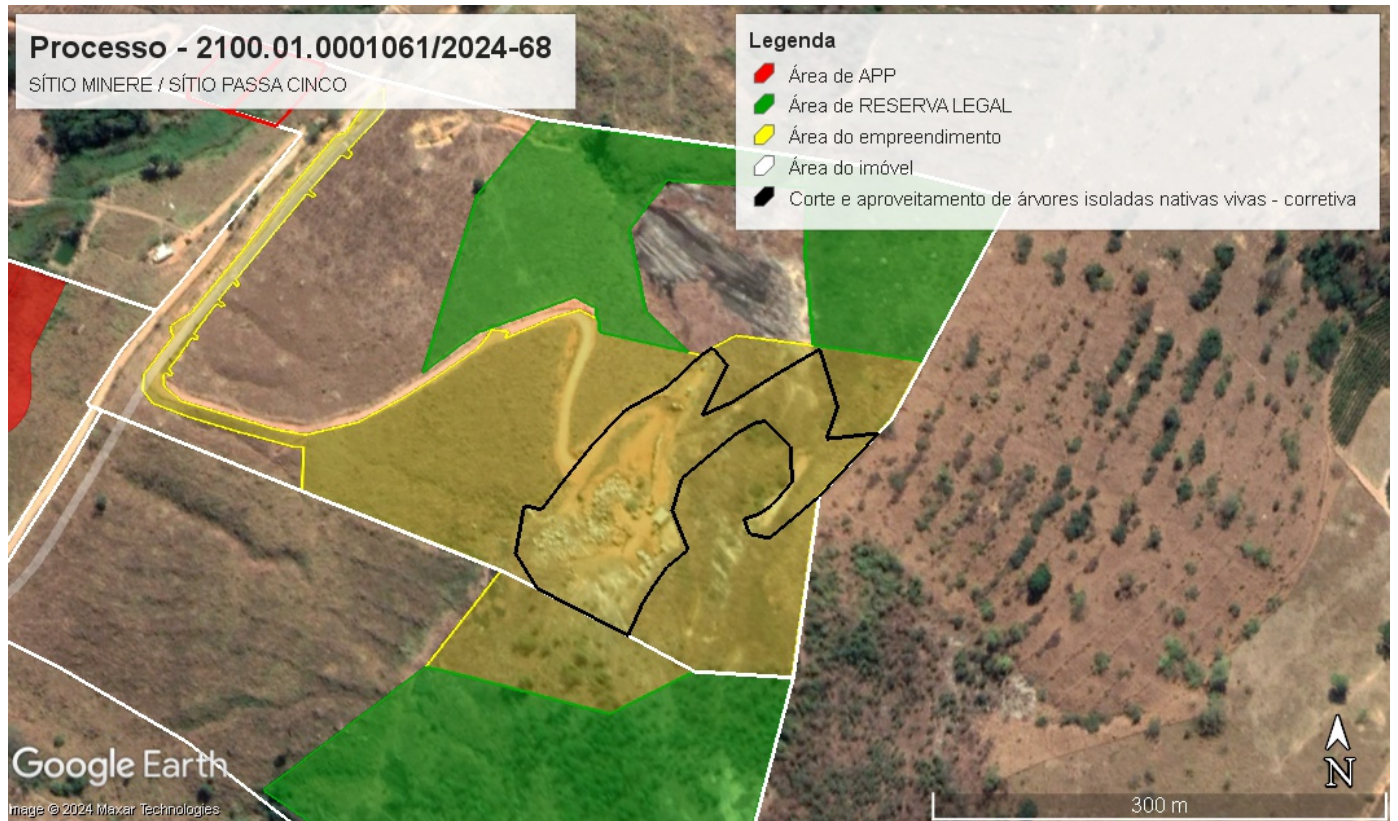 Processo - 2100.01.0001061/2024-68
SÍTIO MINERE / SÍTIO PASSA CINCO
Legenda
Área de APP
Área de RESERVA LEGAL
Área do empreendimento
Área do imóvel
Corte e aproveitamento de árvores isoladas nativas vivas - corretiva
Google Earth
Image © 2024 Maxar Technologies
N
300 m